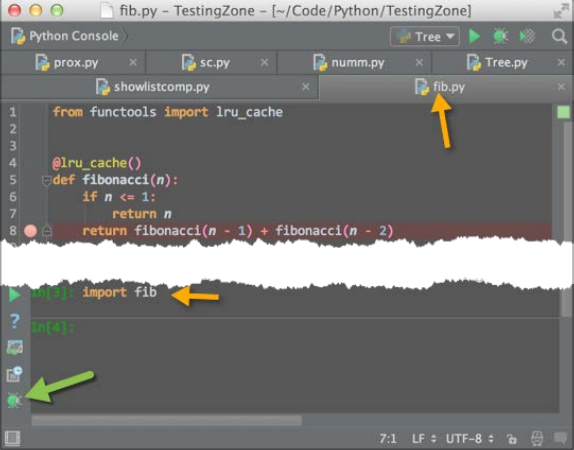 fib.py – TestingZone – [~/Code/Python/TestingZone]
Python Console
Tree
prox.py
sc.py
numm.py
Tree.py
showlistcomp.py
fib.py
1 from functools import lru_cache
2
3
4 @lru_cache()
5 def fibonacci(n):
6 if n <= 1:
7 return n
8 return fibonacci(n - 1) + fibonacci(n - 2)
In[3]: import fib
In[4]:
7:1 LF UTF-8